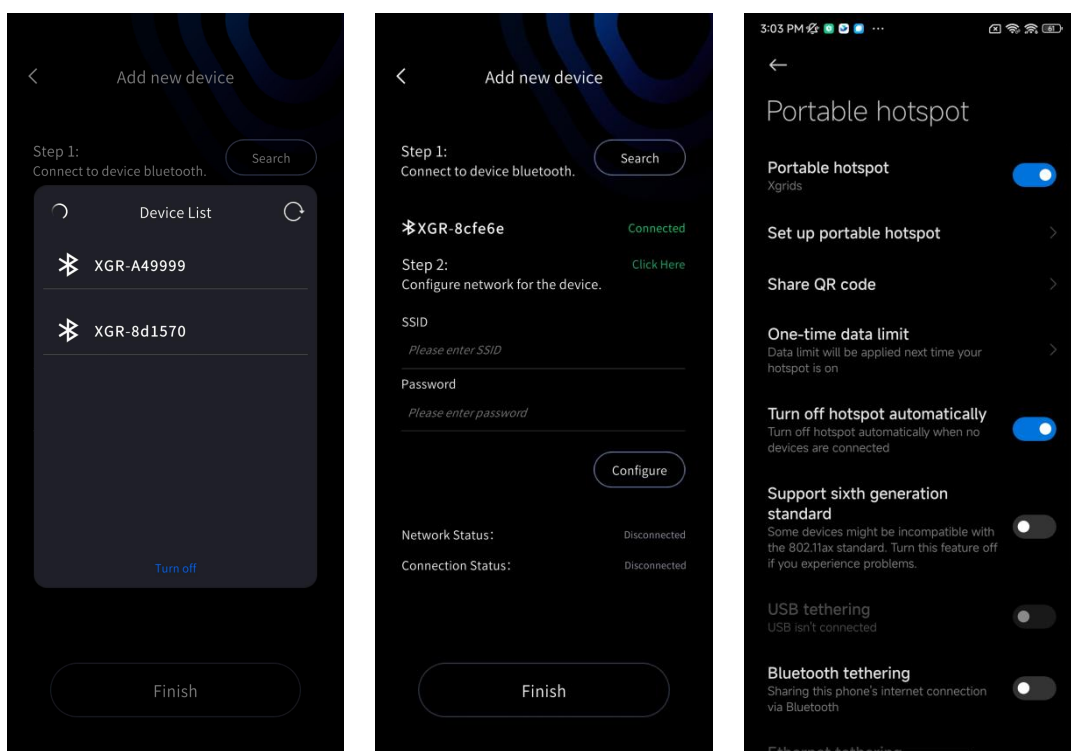 Add new device
Step 1:
Search
Connect to device bluetooth.
Device List
XGR-A49999
XGR-8d1570
Turn off
Finish
Add new device
Step 1:
Search
Connect to device bluetooth.
XGR-8cfe6e
Connected
Step 2:
Click Here
Configure network for the device.
SSID
Please enter SSID
Password
Please enter password
Configure
Network Status:
Disconnected
Connection Status:
Disconnected
Finish
3:03 PM
61
Portable hotspot
Portable hotspot
Xgrids
Set up portable hotspot
Share QR code
One-time data limit
Data limit will be applied next time your
hotspot is on
Turn off hotspot automatically
Turn off hotspot automatically when no
devices are connected
Support sixth generation
standard
Some devices might be incompatible with
the 802.11ax standard. Turn this feature off
if you experience problems.
USB tethering
USB isn't connected
Bluetooth tethering
Sharing this phone's internet connection
via Bluetooth
Ethernet tethering